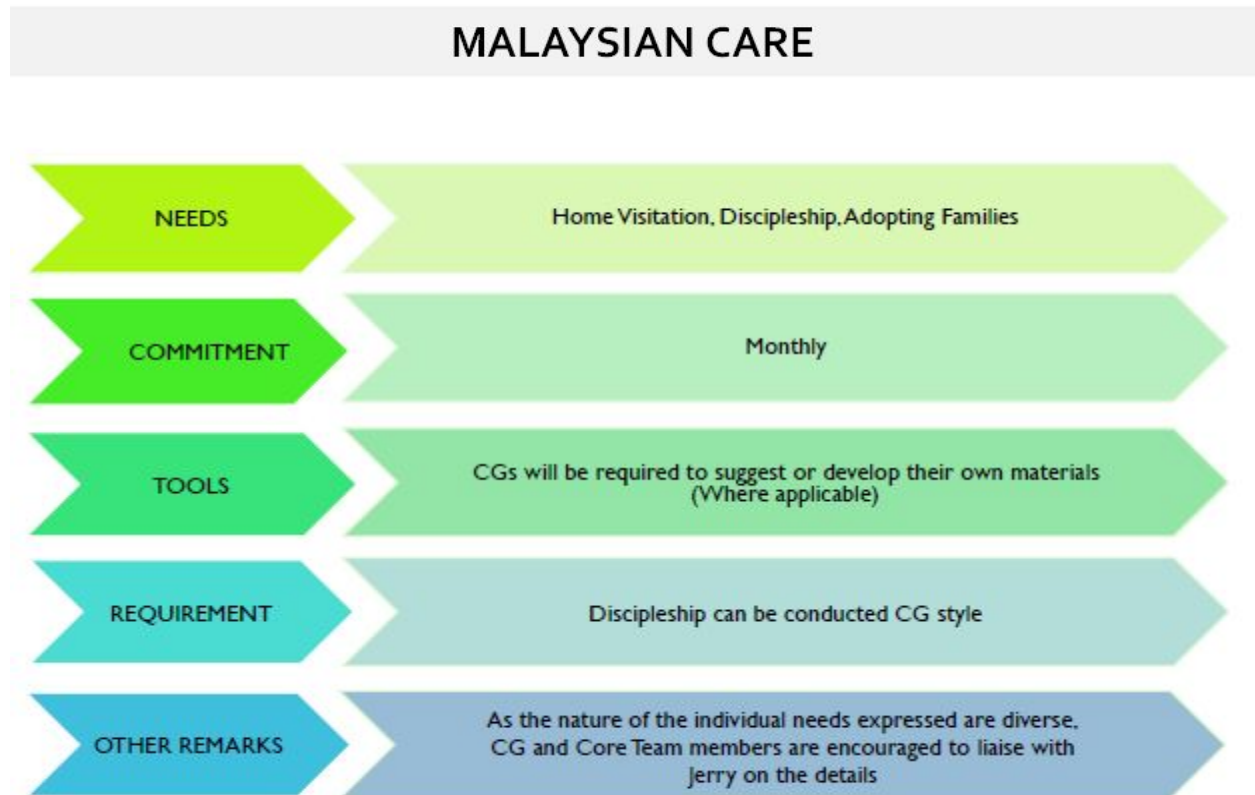 MALAYSIAN CARE
NEEDS
Home Visitation, Discipleship, Adopting Families
COMMITMENT
Monthly
TOOLS
CGs will be required to suggest or develop their own materials
(Where applicable)
REQUIREMENT
Discipleship can be conducted CG style
OTHER REMARKS
As the nature of the individual needs expressed are diverse,
CG and Core Team members are encouraged to liaise with
Jerry on the details